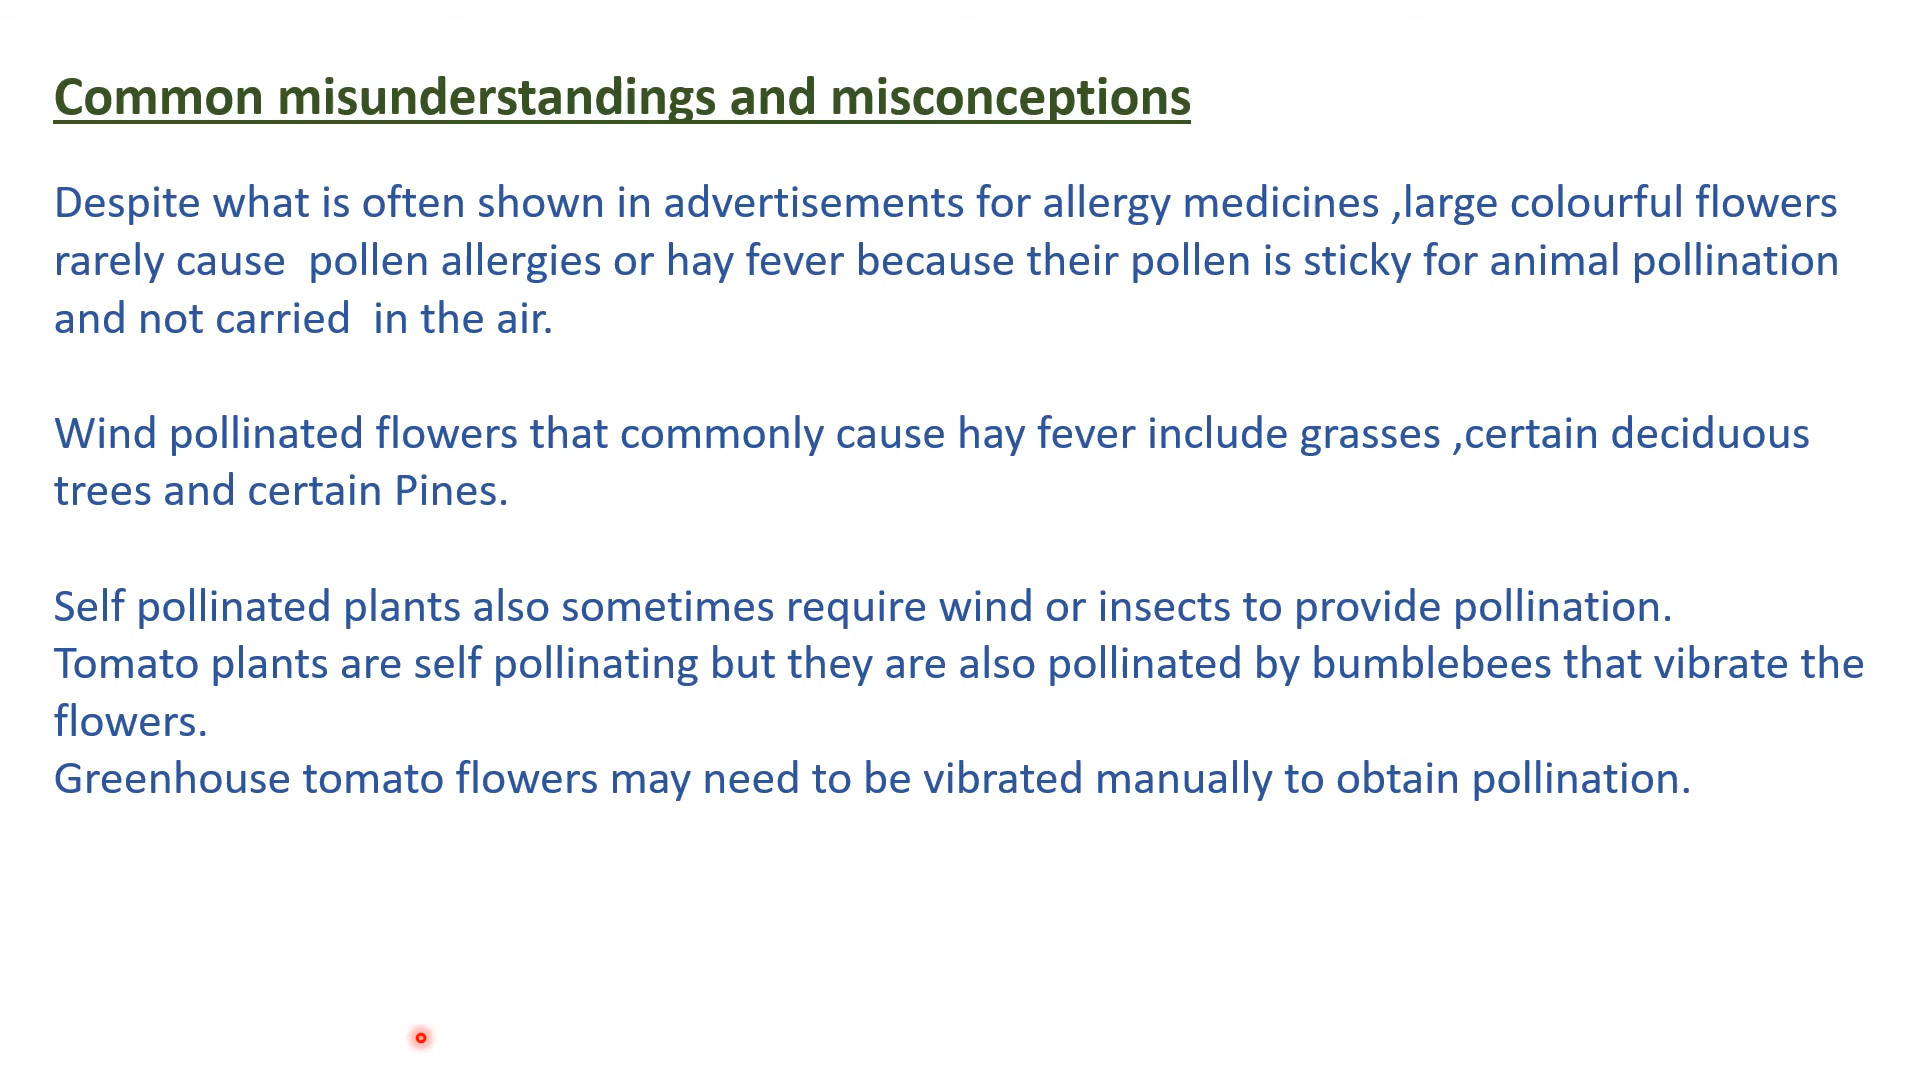 Common misunderstandings and misconceptions
Despite what is often shown in advertisements for allergy medicines ,large colourful flowers
rarely cause  pollen allergies or hay fever because their pollen is sticky for animal pollination
and not carried  in the air.
Wind pollinated flowers that commonly cause hay fever include grasses ,certain deciduous
trees and certain Pines.
Self pollinated plants also sometimes require wind or insects to provide pollination.
Tomato plants are self pollinating but they are also pollinated by bumblebees that vibrate the
flowers.
Greenhouse tomato flowers may need to be vibrated manually to obtain pollination.